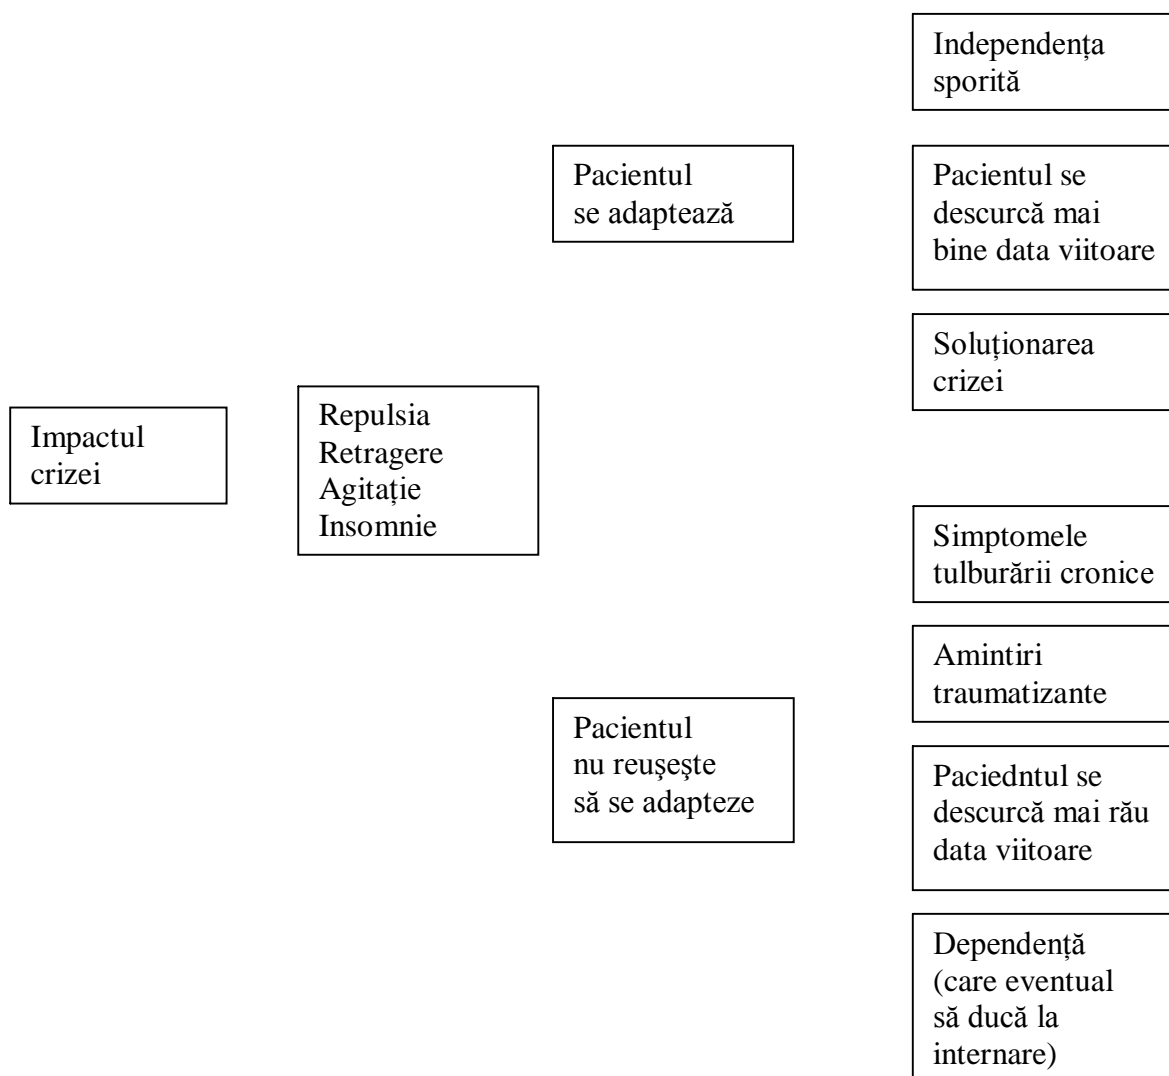 Independența
sporită
Pacientul
se adaptează
Pacientul se
descurcă mai
bine data viitoare
Soluționarea
crizei
Impactul
crizei
Repulsia
Retragere
Agitație
Insomnie
Simptomele
tulburării cronice
Amintiri
traumatizante
Pacientul
nu reuşeşte
să se adapteze
Paciedntul se
descurcă mai rău
data viitoare
Dependență
(care eventual
să ducă la
internare)